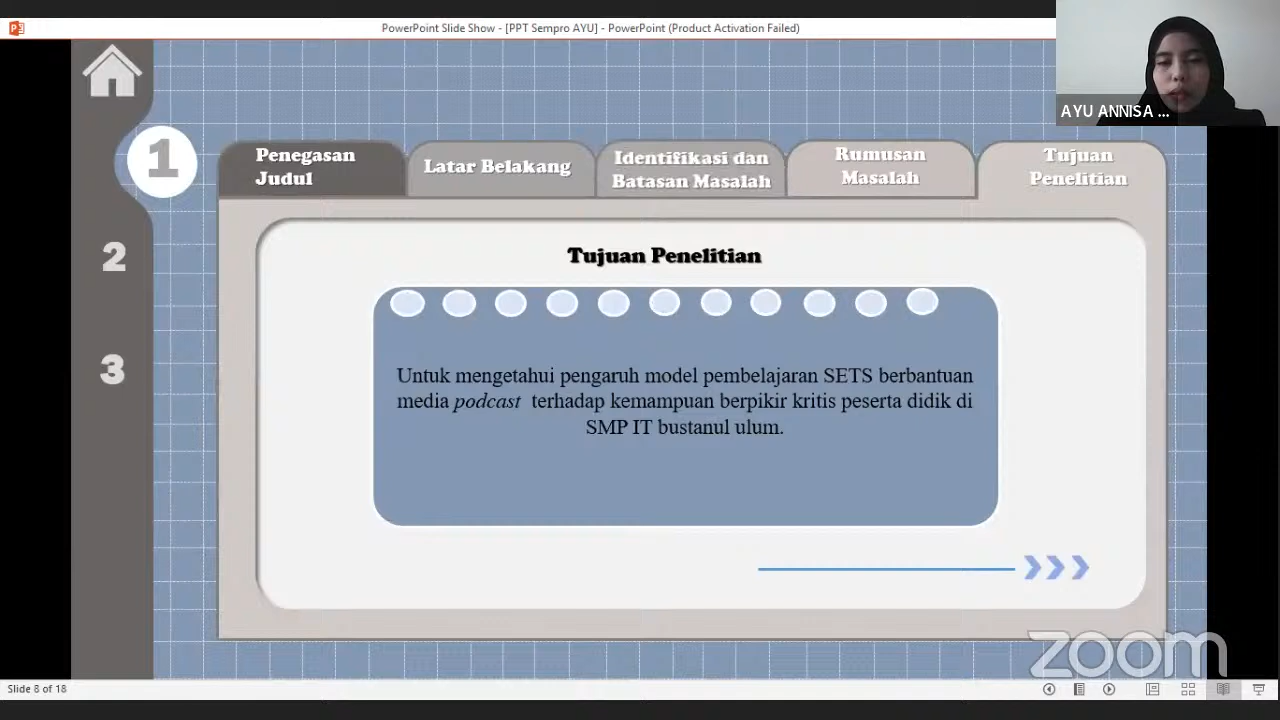 PowerPoint Slide Show - [PPT Sempro AYU] - PowerPoint (Product Activation Failed)
AYU ANNISA ...
1
Penegasan
Judul
Latar Belakang
Identifikasi dan
Batasan Masalah
Rumusan
Masalah
Tujuan
Penelitian
2
3
Tujuan Penelitian
Untuk mengetahui pengaruh model pembelajaran SETS berbantuan
media podcast terhadap kemampuan berpikir kritis peserta didik di
SMP IT bustanul ulum.
zoom
Slide 8 of 18